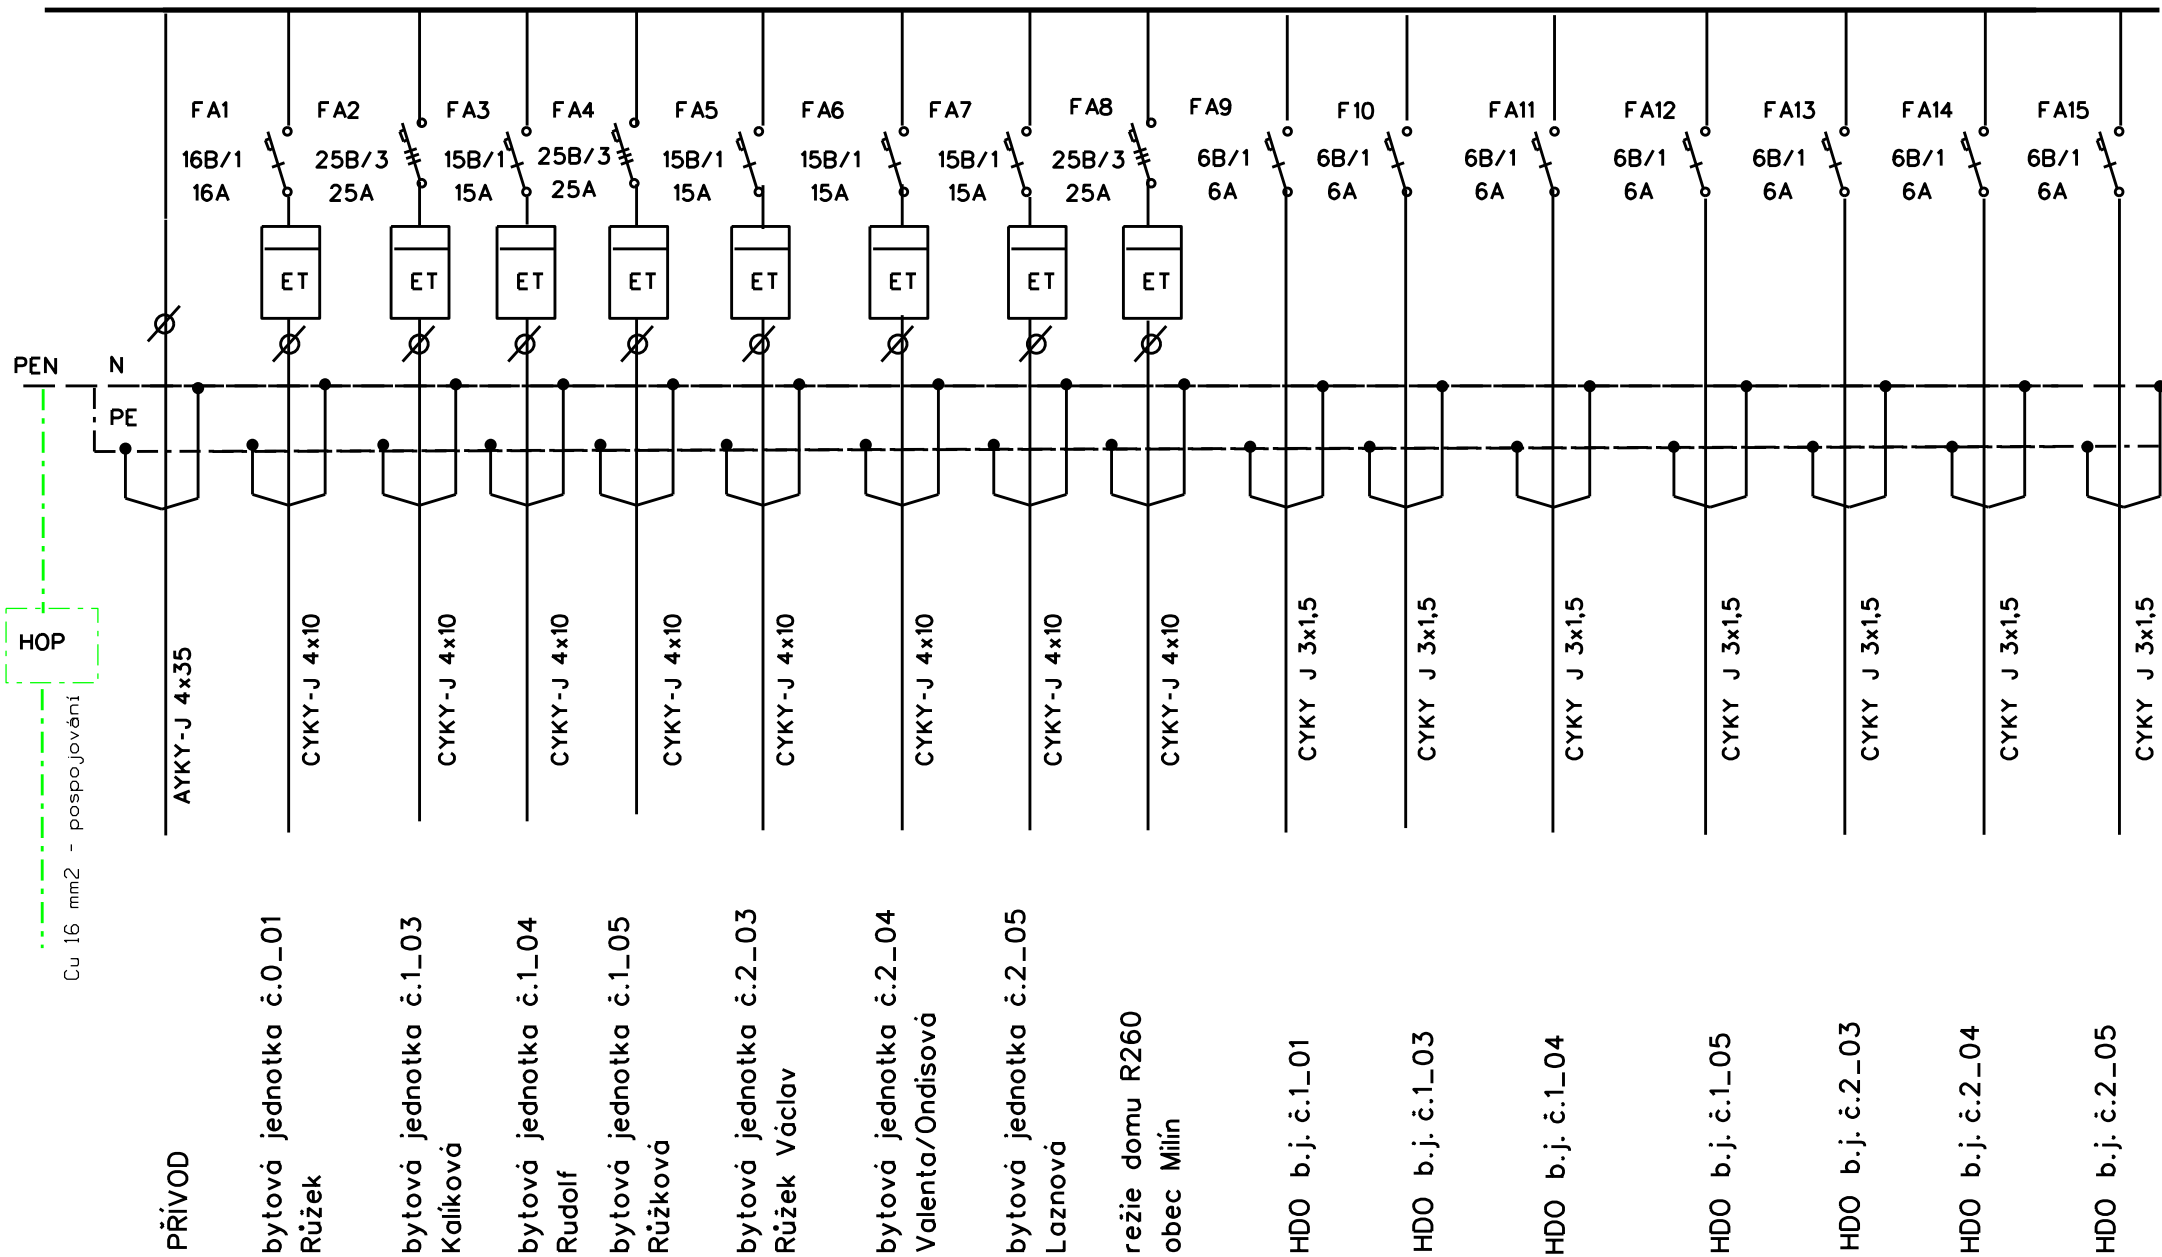 FA1
FA2
FA3
FA4
FA5
FA6
FA7
FA8
FA9
F10
FA11
FA12
FA13
FA14
FA15
16B/1
25B/3
15B/1
25B/3
15B/1
15B/1
15B/1
25B/3
6B/1
6B/1
6B/1
6B/1
6B/1
6B/1
6B/1
16A
25A
15A
25A
15A
15A
15A
25A
6A
6A
6A
6A
6A
6A
6A
ET
ET
ET
ET
ET
ET
ET
ET
PEN
N
PE
HOP
Cu 16 mm2 - pospojování
AYKY-J 4x35
CYKY-J 4x10
CYKY-J 4x10
CYKY-J 4x10
CYKY-J 4x10
CYKY-J 4x10
CYKY-J 4x10
CYKY-J 4x10
CYKY-J 4x10
CYKY J 3x1,5
CYKY J 3x1,5
CYKY J 3x1,5
CYKY J 3x1,5
CYKY J 3x1,5
CYKY J 3x1,5
CYKY J 3x1,5
PŘÍVOD
bytová jednotka č.0_01
Růžek
bytová jednotka č.1_03
Kalíková
bytová jednotka č.1_04
Rudolf
bytová jednotka č.1_05
Růžková
bytová jednotka č.2_03
Růžek Václav
bytová jednotka č.2_04
Valenta/Ondisová
bytová jednotka č.2_05
Laznová
režie domu R260
obec Milín
HDO b.j. č.1_01
HDO b.j. č.1_03
HDO b.j. č.1_04
HDO b.j. č.1_05
HDO b.j. č.2_03
HDO b.j. č.2_04
HDO b.j. č.2_05